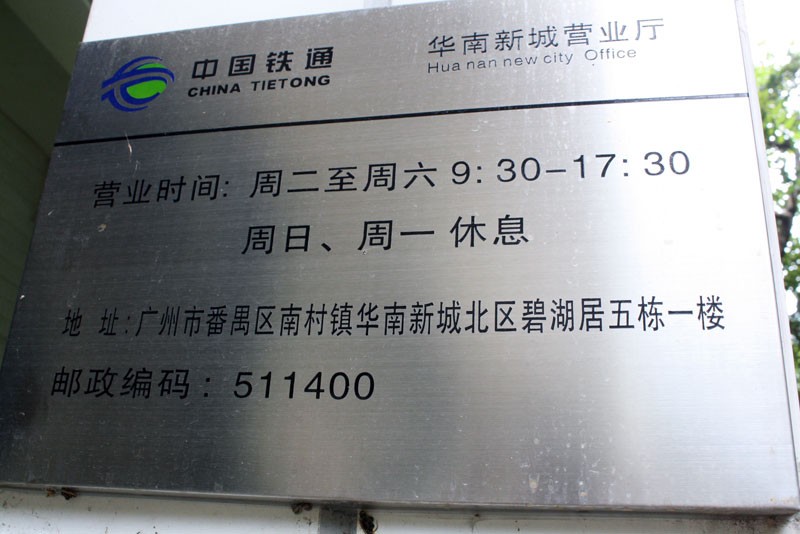 中国铁通
CHINA TIETONG
华南新城营业厅
Hua nan new city Office
营业时间: 周二至周六 9:30-17:30
周日、周一 休息
地 址:广州市番禺区南村镇华南新城北区碧湖居五栋一楼
邮政编码: 511400